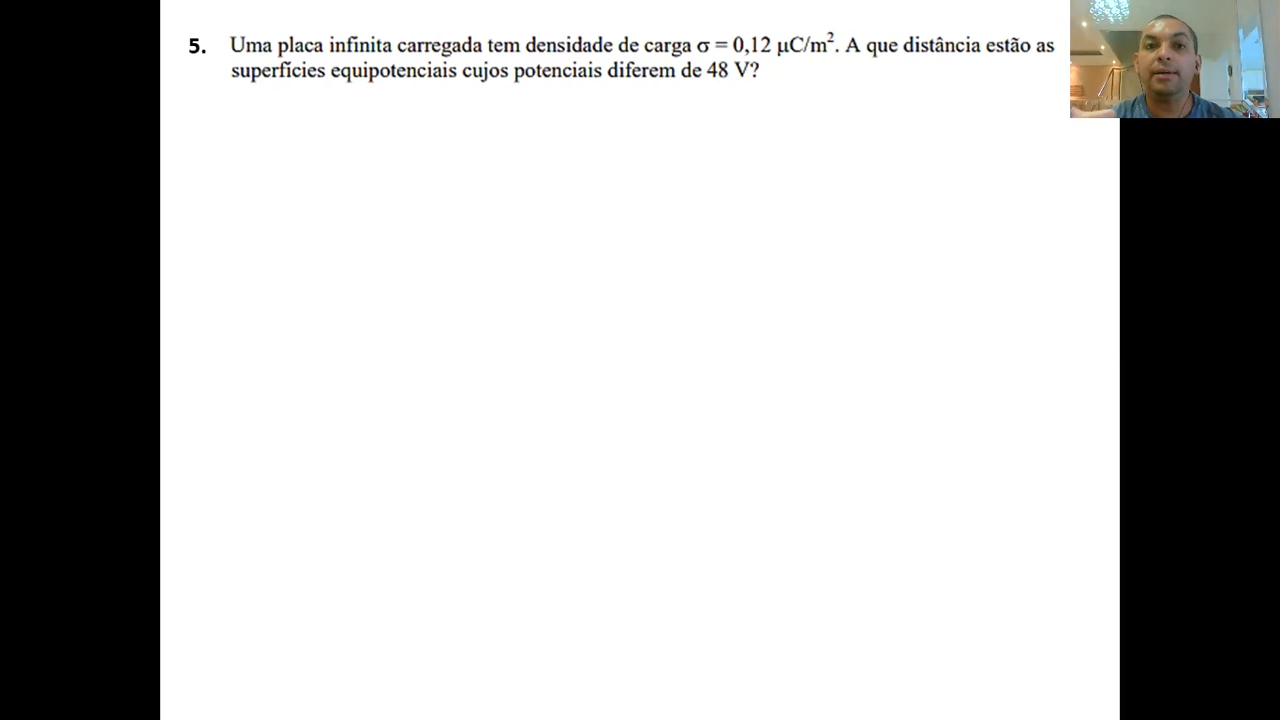 5. Uma placa infinita carregada tem densidade de carga σ = 0,12 μC/m². A que distância estão as
superfícies equipotenciais cujos potenciais diferem de 48 V?